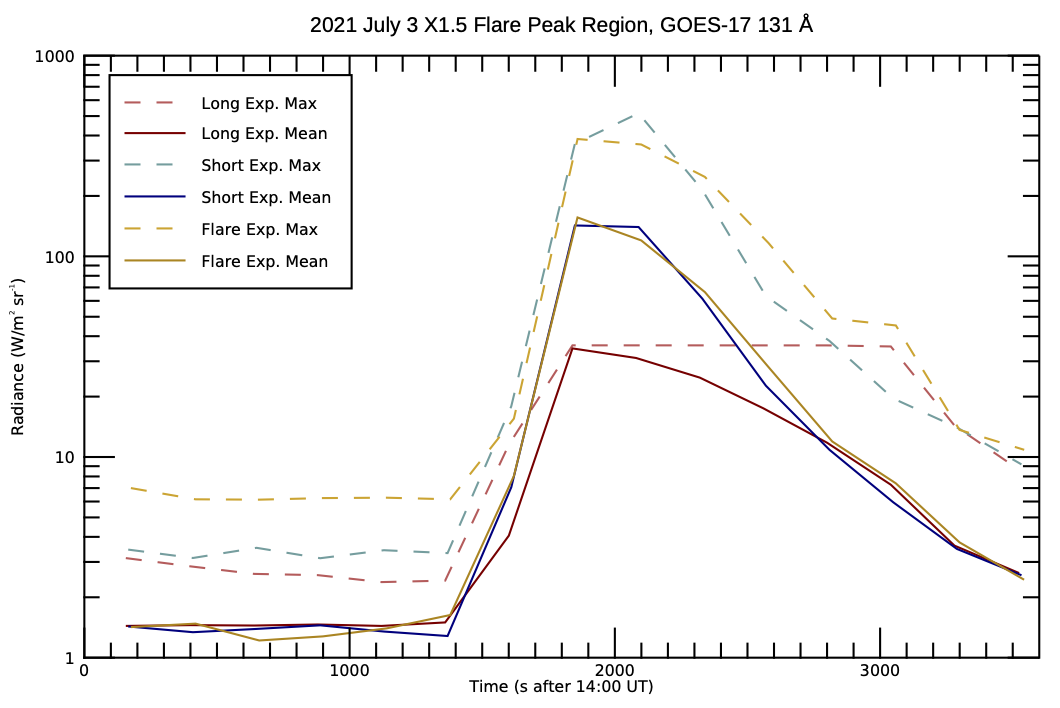 2021 July 3 X1.5 Flare Peak Region, GOES-17 131 Å
1000
100
10
1
Radiance (W/m² sr⁻¹)
Long Exp. Max
Long Exp. Mean
Short Exp. Max
Short Exp. Mean
Flare Exp. Max
Flare Exp. Mean
0 1000 2000 3000
Time (s after 14:00 UT)